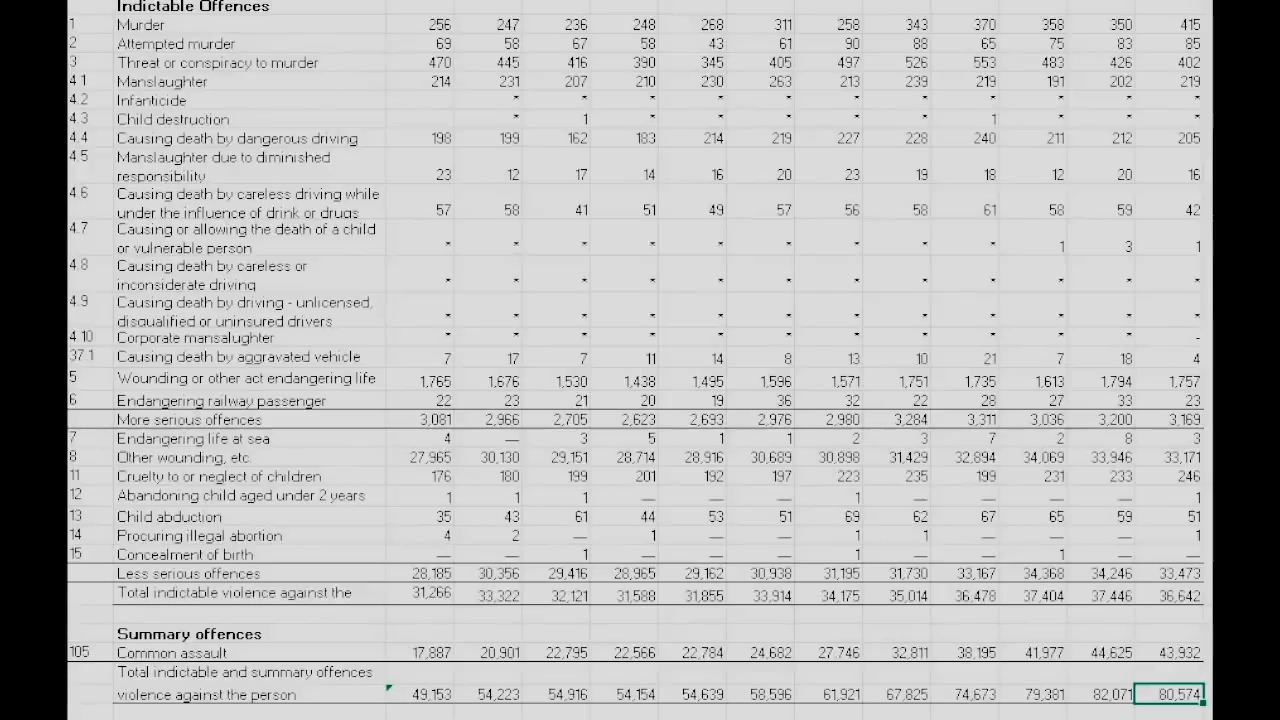 Indictable Offences
1 Murder 256 247 236 248 268 311 258 343 370 358 350 415
2 Attempted murder 69 58 67 58 43 61 90 88 65 75 83 85
3 Threat or conspiracy to murder 470 445 416 390 345 405 497 526 553 483 426 402
4.1 Manslaughter 214 231 207 210 230 263 213 239 219 191 202 219
4.2 Infanticide * * * * * * * * * * *
4.3 Child destruction * 1 * * * * * 1 * * *
4.4 Causing death by dangerous driving 198 199 162 183 214 219 227 228 240 211 212 205
4.5 Manslaughter due to diminished
responsibility 23 12 17 14 16 20 23 19 18 12 20 16
4.6 Causing death by careless driving while
under the influence of drink or drugs 57 58 41 51 49 57 56 58 61 58 59 42
4.7 Causing or allowing the death of a child
or vulnerable person * * * * * * * * * 1 3 1
4.8 Causing death by careless or
inconsiderate driving * * * * * * * * * * * *
4.9 Causing death by driving - unlicensed,
disqualified or uninsured drivers * * * * * * * * * * * *
4.10 Corporate mansalughter * * * * * * * * * * * -
37.1 Causing death by aggravated vehicle 7 17 7 11 14 8 13 10 21 7 18 4
5 Wounding or other act endangering life 1,765 1,676 1,530 1,438 1,495 1,596 1,571 1,751 1,735 1,613 1,794 1,757
6 Endangering railway passenger 22 23 21 20 19 36 32 22 28 27 33 23
More serious offences 3,081 2,966 2,705 2,623 2,693 2,976 2,980 3,284 3,311 3,036 3,200 3,169
7 Endangering life at sea 4 — 3 5 1 1 2 3 7 2 8 3
8 Other wounding, etc. 27,965 30,130 29,151 28,714 28,916 30,689 30,898 31,429 32,894 34,069 33,946 33,171
11 Cruelty to or neglect of children 176 180 199 201 192 197 223 235 199 231 233 246
12 Abandoning child aged under 2 years 1 1 1 — — — 1 — — — — 1
13 Child abduction 35 43 61 44 53 51 69 62 67 65 59 51
14 Procuring illegal abortion 4 2 — 1 — — 1 1 — — — 1
15 Concealment of birth — — 1 — — — 1 — — 1 — —
Less serious offences 28,185 30,356 29,416 28,965 29,162 30,938 31,195 31,730 33,167 34,368 34,246 33,473
Total indictable violence against the 31,266 33,322 32,121 31,588 31,855 33,914 34,175 35,014 36,478 37,404 37,446 36,642
Summary offences
105 Common assault 17,887 20,901 22,795 22,566 22,784 24,682 27,746 32,811 38,195 41,977 44,625 43,932
Total indictable and summary offences
violence against the person 49,153 54,223 54,916 54,154 54,639 58,596 61,921 67,825 74,673 79,381 82,071 80,574